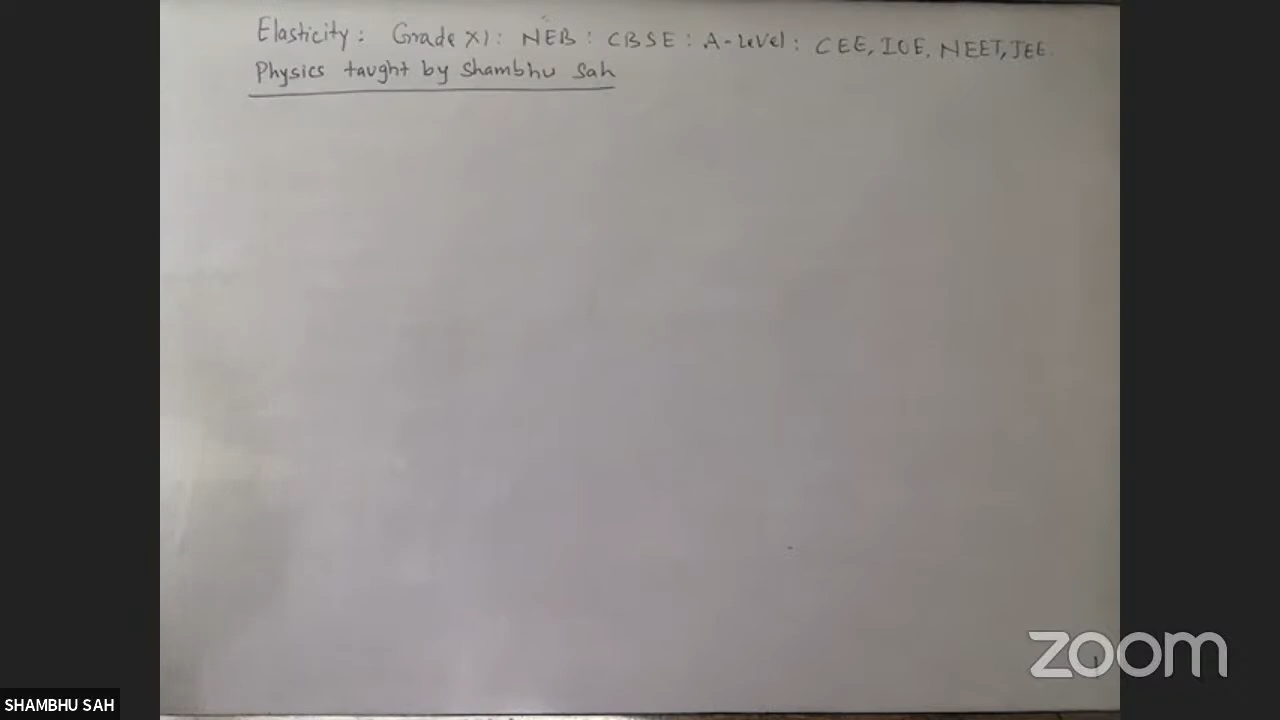 Elasticity: Grade XI: NEB: CBSE: A-Level: CEE, IOE, NEET, JEE
Physics taught by Shambhu Sah
zoom
SHAMBHU SAH